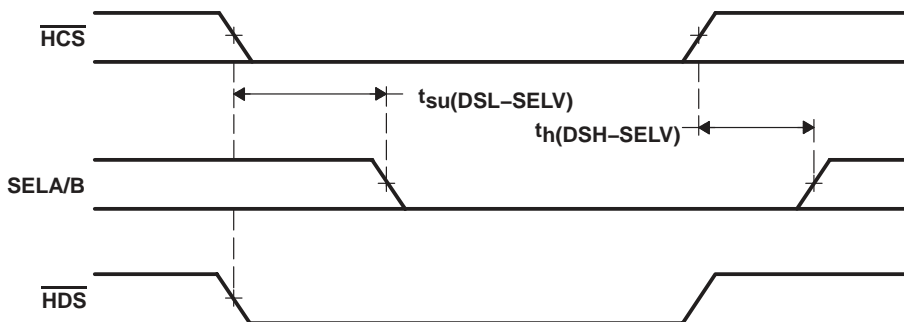 HCS
tsu(DSL–SELV)
th(DSH–SELV)
SELA/B
HDS